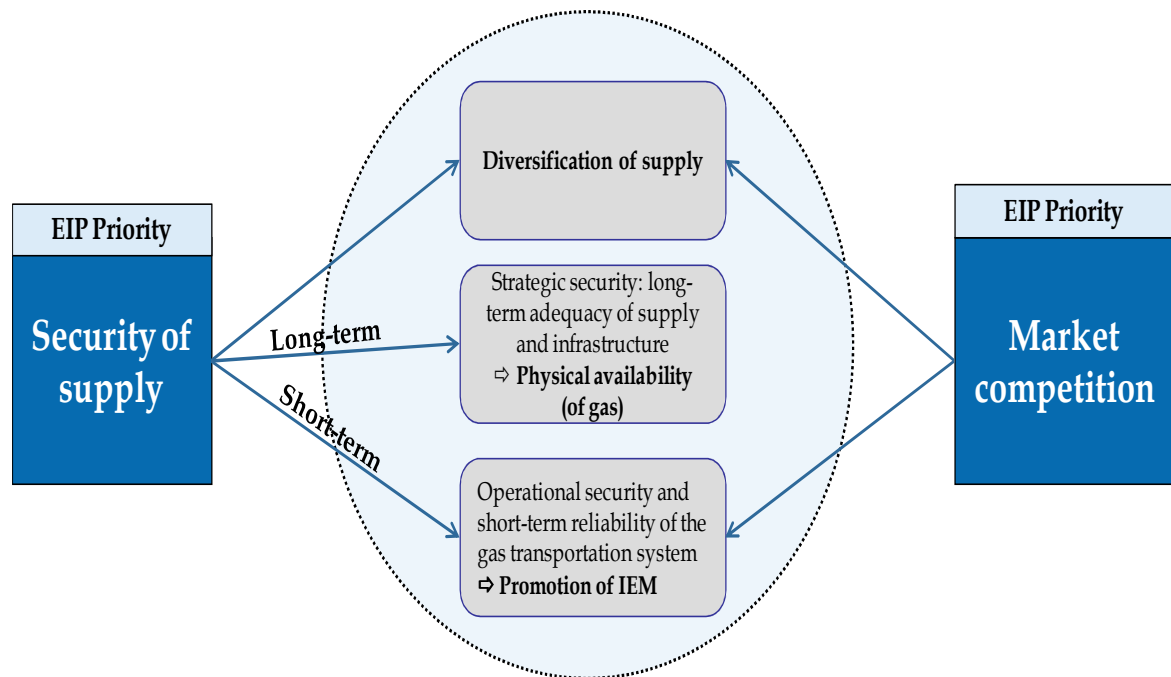 EIP Priority
Security of
supply
Long-term
Short-term
Diversification of supply
Strategic security: long-
term adequacy of supply
and infrastructure
⇨ Physical availability
(of gas)
Operational security and
short-term reliability of the
gas transportation system
⇨ Promotion of IEM
EIP Priority
Market
competition